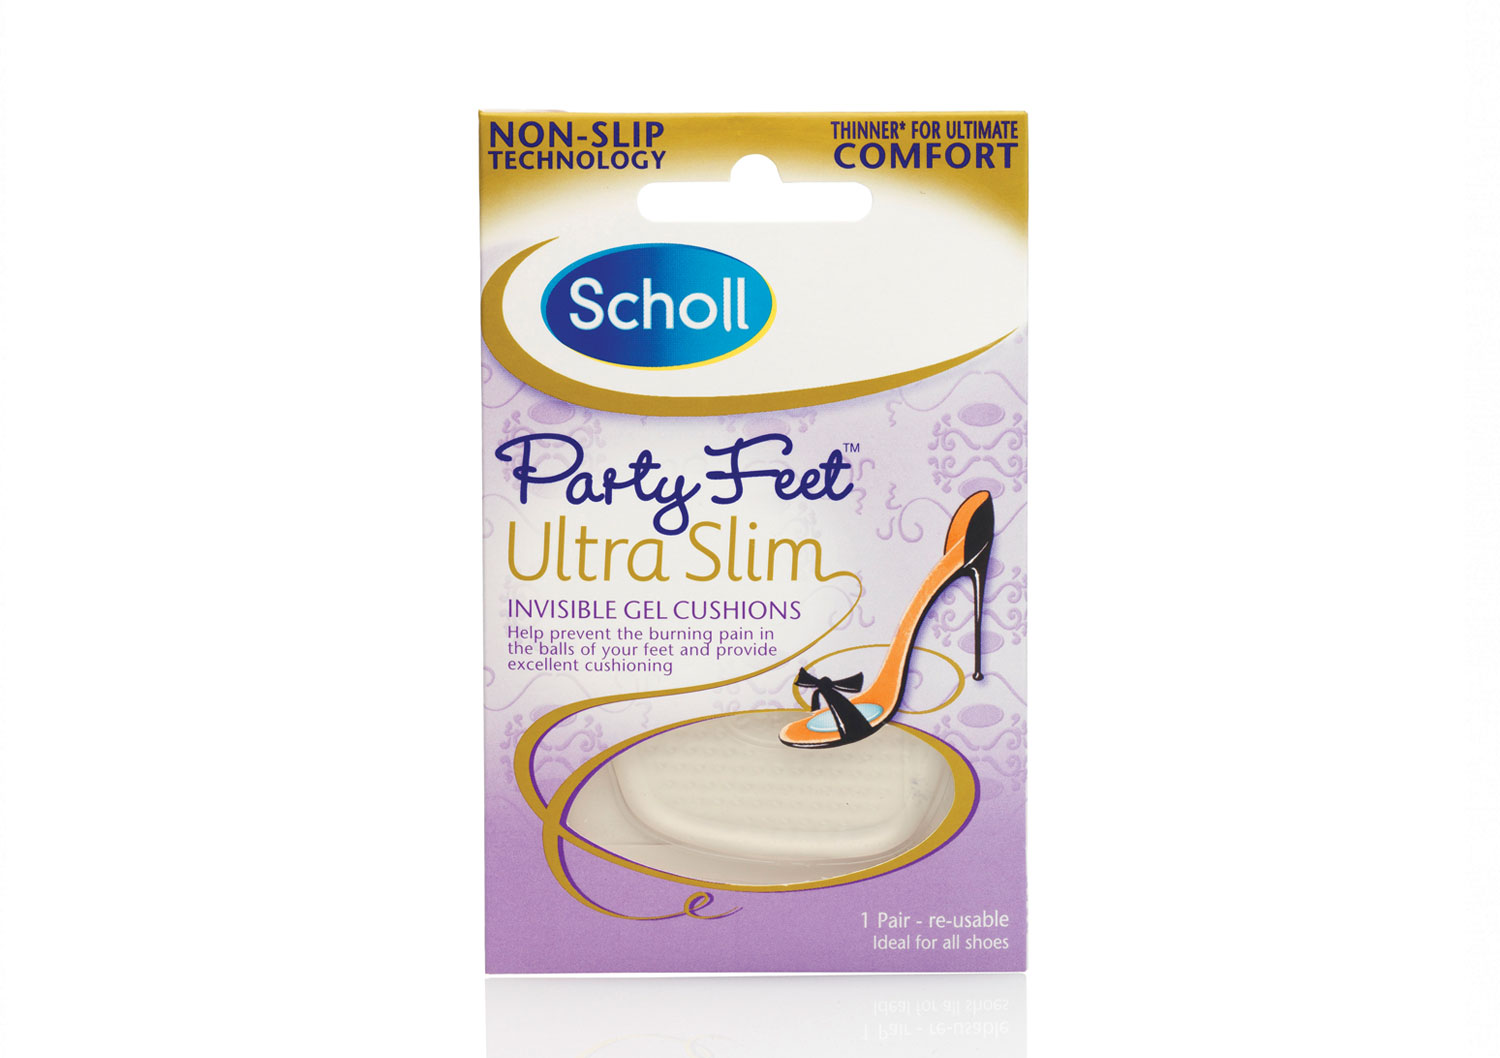 NON-SLIP
TECHNOLOGY
THINNER* FOR ULTIMATE
COMFORT
Scholl
Party Feet™
Ultra Slim
INVISIBLE GEL CUSHIONS
Help prevent the burning pain in
the balls of your feet and provide
excellent cushioning
1 Pair - re-usable
Ideal for all shoes